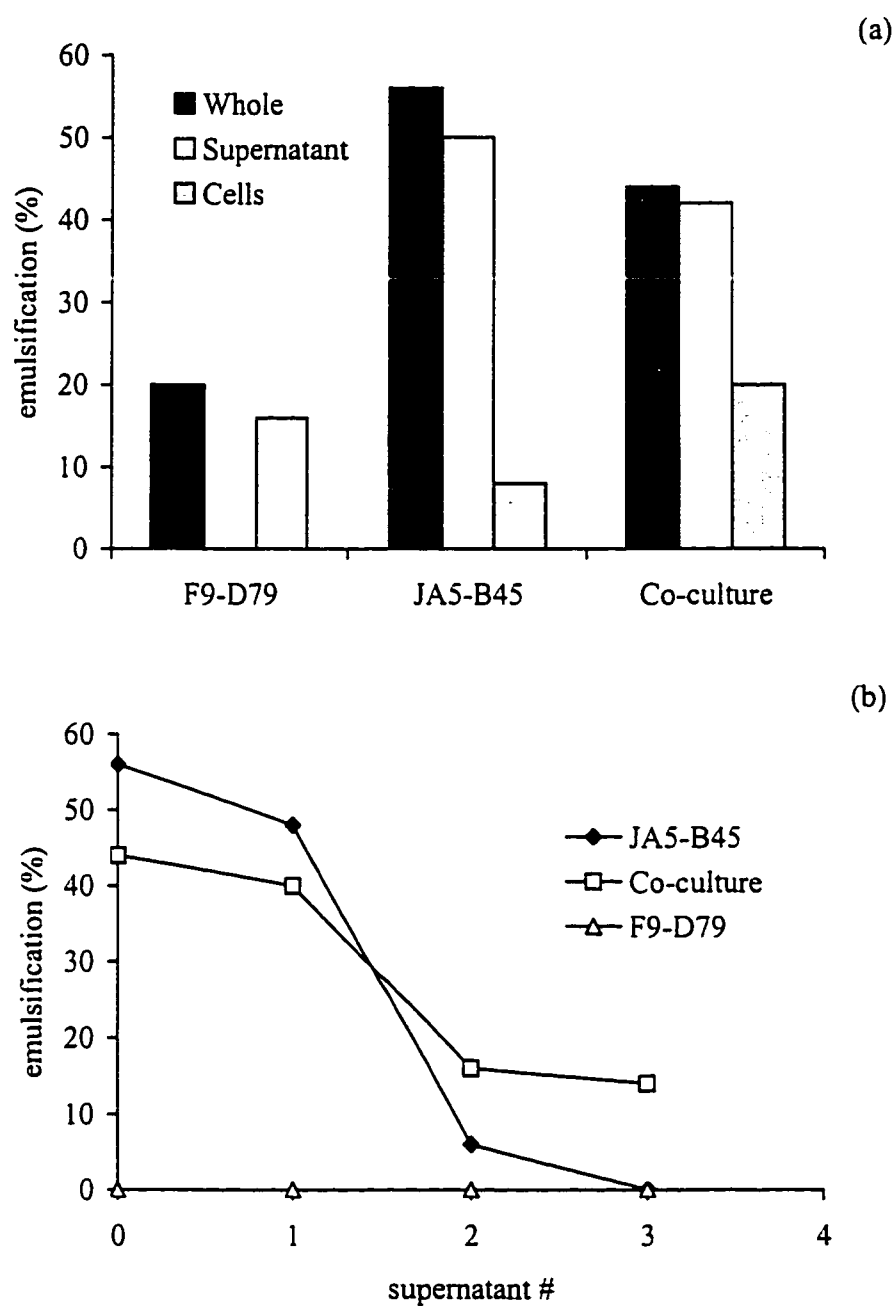 (a)
60
50
40
30
20
10
0
emulsification (%)
Whole
Supernatant
Cells
F9-D79 JA5-B45 Co-culture
(b)
60
50
40
30
20
10
0
emulsification (%)
JA5-B45
Co-culture
F9-D79
0 1 2 3 4
supernatant #